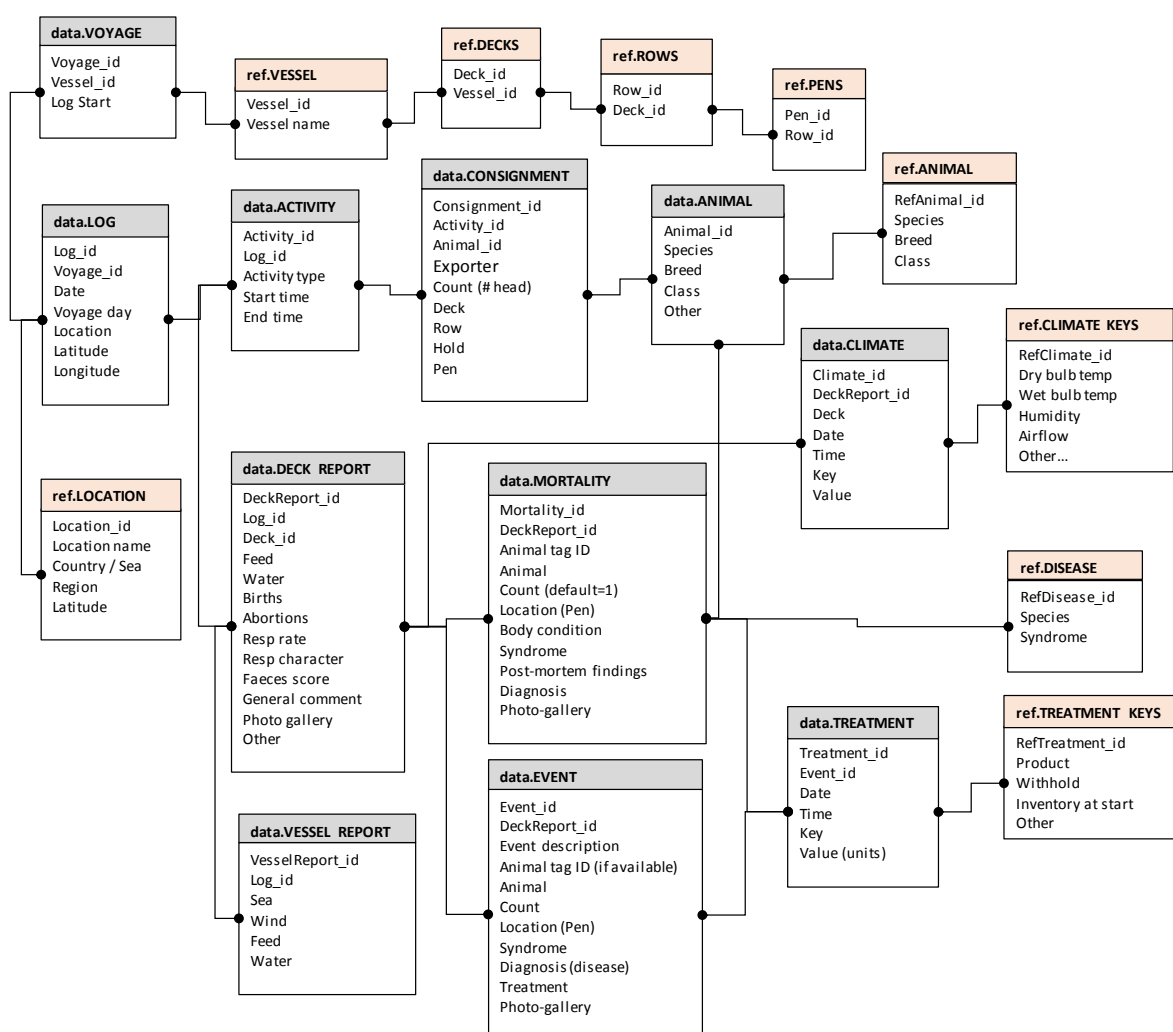 data.VOYAGE
Voyage_id
Vessel_id
Log Start
ref.VESSEL
Vessel_id
Vessel name
ref.DECKS
Deck_id
Vessel_id
ref.ROWS
Row_id
Deck_id
ref.PENS
Pen_id
Row_id
data.LOG
Log_id
Voyage_id
Date
Voyage day
Location
Latitude
Longitude
data.ACTIVITY
Activity_id
Log_id
Activity type
Start time
End time
data.CONSIGNMENT
Consignment_id
Activity_id
Animal_id
Exporter
Count (# head)
Deck
Row
Hold
Pen
data.ANIMAL
Animal_id
Species
Breed
Class
Other
ref.ANIMAL
RefAnimal_id
Species
Breed
Class
data.CLIMATE
Climate_id
DeckReport_id
Deck
Date
Time
Key
Value
ref.CLIMATE KEYS
RefClimate_id
Dry bulb temp
Wet bulb temp
Humidity
Airflow
Other...
ref.LOCATION
Location_id
Location name
Country / Sea
Region
Latitude
data.DECK REPORT
DeckReport_id
Log_id
Deck_id
Feed
Water
Births
Abortions
Resp rate
Resp character
Faeces score
General comment
Photo gallery
Other
data.MORTALITY
Mortality_id
DeckReport_id
Animal tag ID
Animal
Count (default=1)
Location (Pen)
Body condition
Syndrome
Post-mortem findings
Diagnosis
Photo-gallery
ref.DISEASE
RefDisease_id
Species
Syndrome
data.VESSEL REPORT
VesselReport_id
Log_id
Sea
Wind
Feed
Water
data.EVENT
Event_id
DeckReport_id
Event description
Animal tag ID (if available)
Animal
Count
Location (Pen)
Syndrome
Diagnosis (disease)
Treatment
Photo-gallery
data.TREATMENT
Treatment_id
Event_id
Date
Time
Key
Value (units)
ref.TREATMENT KEYS
RefTreatment_id
Product
Withhold
Inventory at start
Other